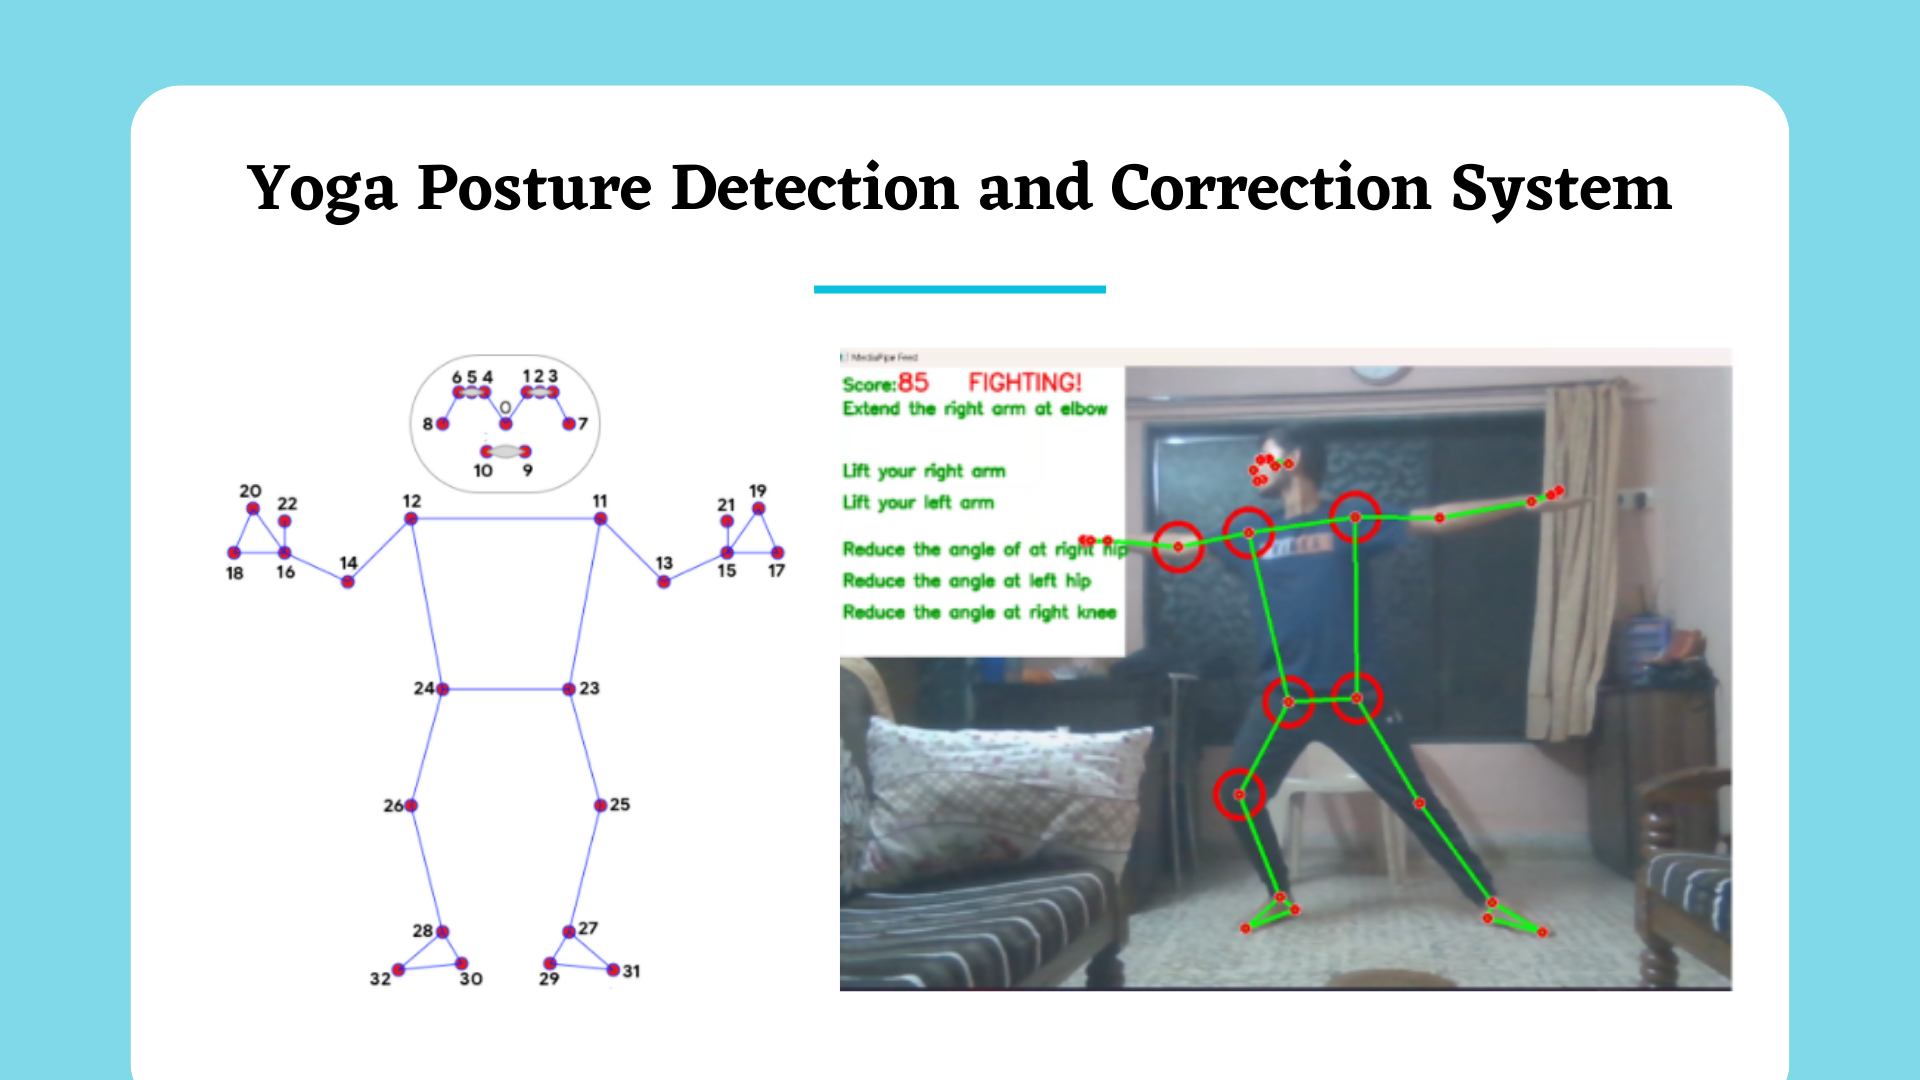 Yoga Posture Detection and Correction System
6 5 4 1 2 3
0
8 7
10 9
20 22 12 11 21 19
18 16 14 13 15 17
24 23
26 25
28 27
32 30 29 31
MediaPipe Feed
Score:85 FIGHTING!
Extend the right arm at elbow
Lift your right arm
Lift your left arm
Reduce the angle of at right hip
Reduce the angle at left hip
Reduce the angle at right knee